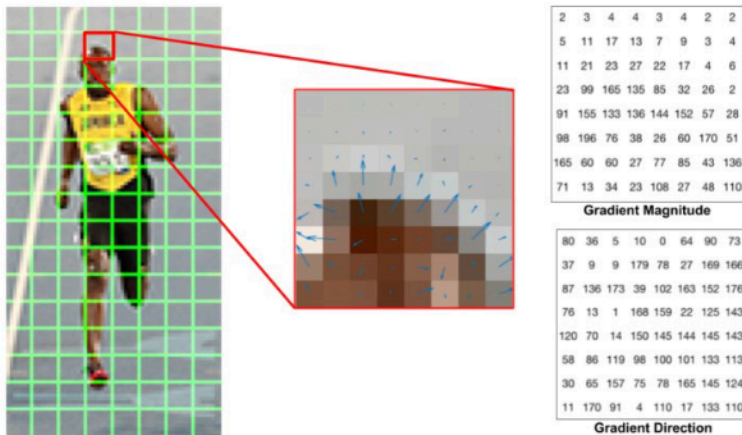 2 3 4 4 3 4 2 2
5 11 17 13 7 9 3 4
11 21 23 27 22 17 4 6
23 99 165 135 85 32 26 2
91 155 133 136 144 152 57 28
98 196 76 38 26 60 170 51
165 60 60 27 77 85 43 136
71 13 34 23 108 27 48 110
Gradient Magnitude
80 36 5 10 0 64 90 73
37 9 9 179 78 27 169 166
87 136 173 39 102 163 152 176
76 13 1 168 159 22 125 143
120 70 14 150 145 144 145 143
58 86 119 98 100 101 133 113
30 65 157 75 78 165 145 124
11 170 91 4 110 17 133 110
Gradient Direction